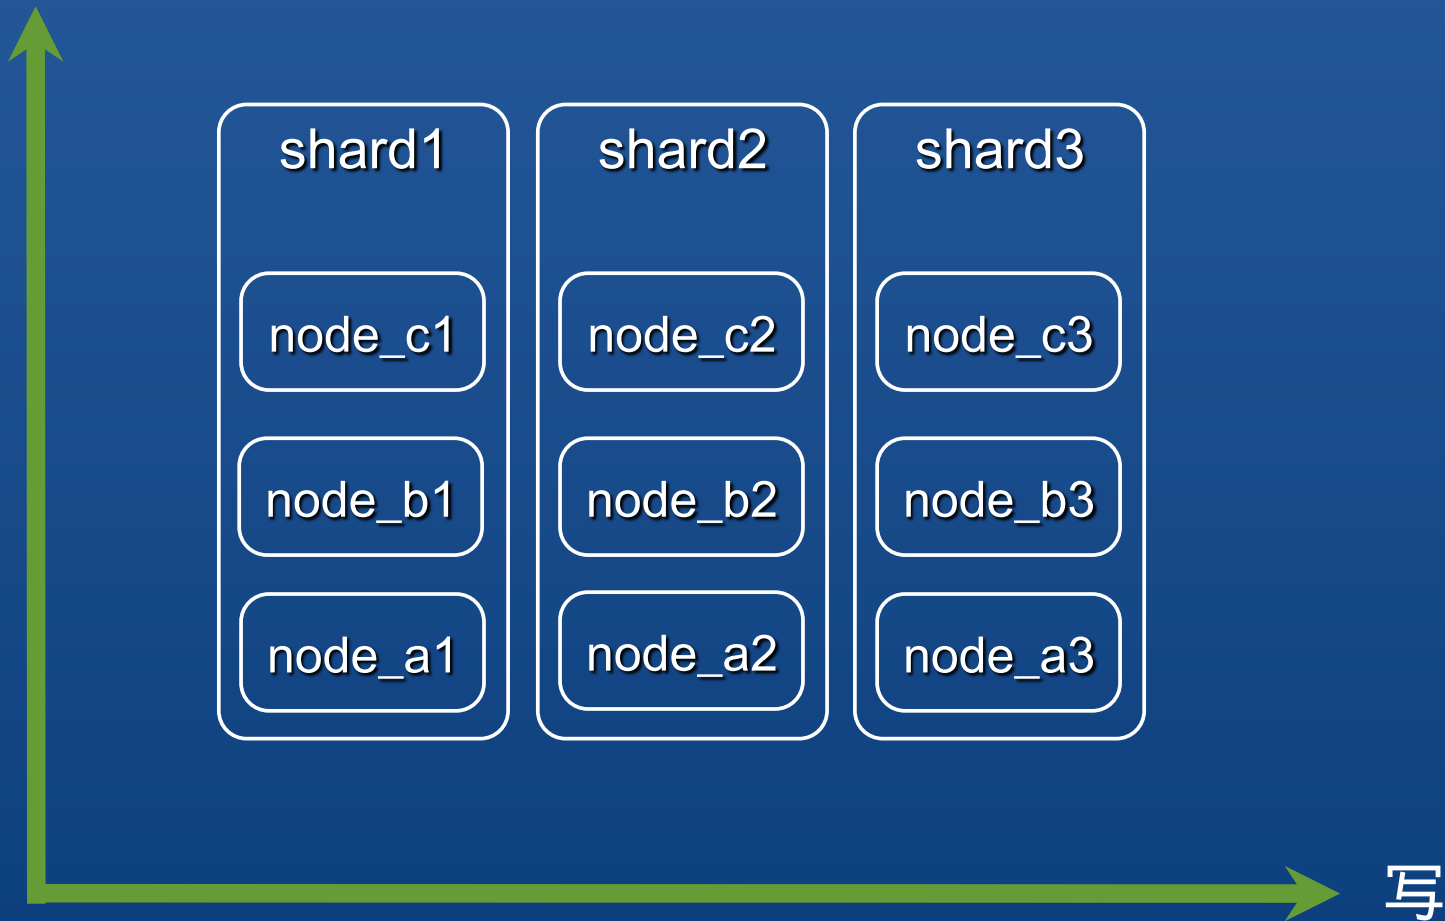 shard1 shard2 shard3
node_c1 node_c2 node_c3
node_b1 node_b2 node_b3
node_a1 node_a2 node_a3
写